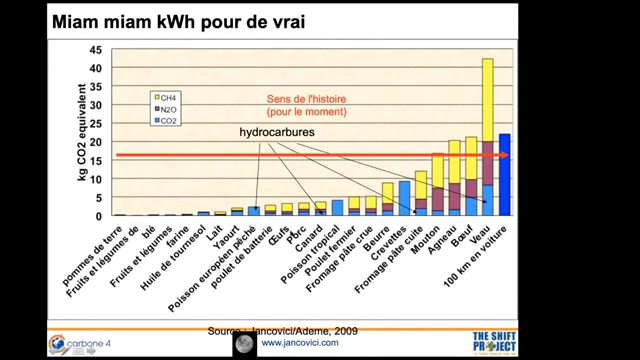 Miam miam kWh pour de vrai
45
40
35
30
25
20
15
10
5
0
kg CO2 equivalent
CH4
N2O
CO2
Sens de l'histoire
(pour le moment)
hydrocarbures
pommes de terre
Fruits et légumes de
blé
Fruits et légumes
farine
Huile de tournesol
Lait
Yaourt
Poisson européen pêché
poulet de batterie
Œufs
Porc
Canard
Poisson tropical
Poulet fermier
Fromage pâte crue
Beurre
Crevettes
Fromage pâte cuite
Mouton
Agneau
Bœuf
Veau
100 km en voiture
Source : Jancovici/Ademe, 2009
carbone 4
www.jancovici.com
THE SHIFT
PROJECT